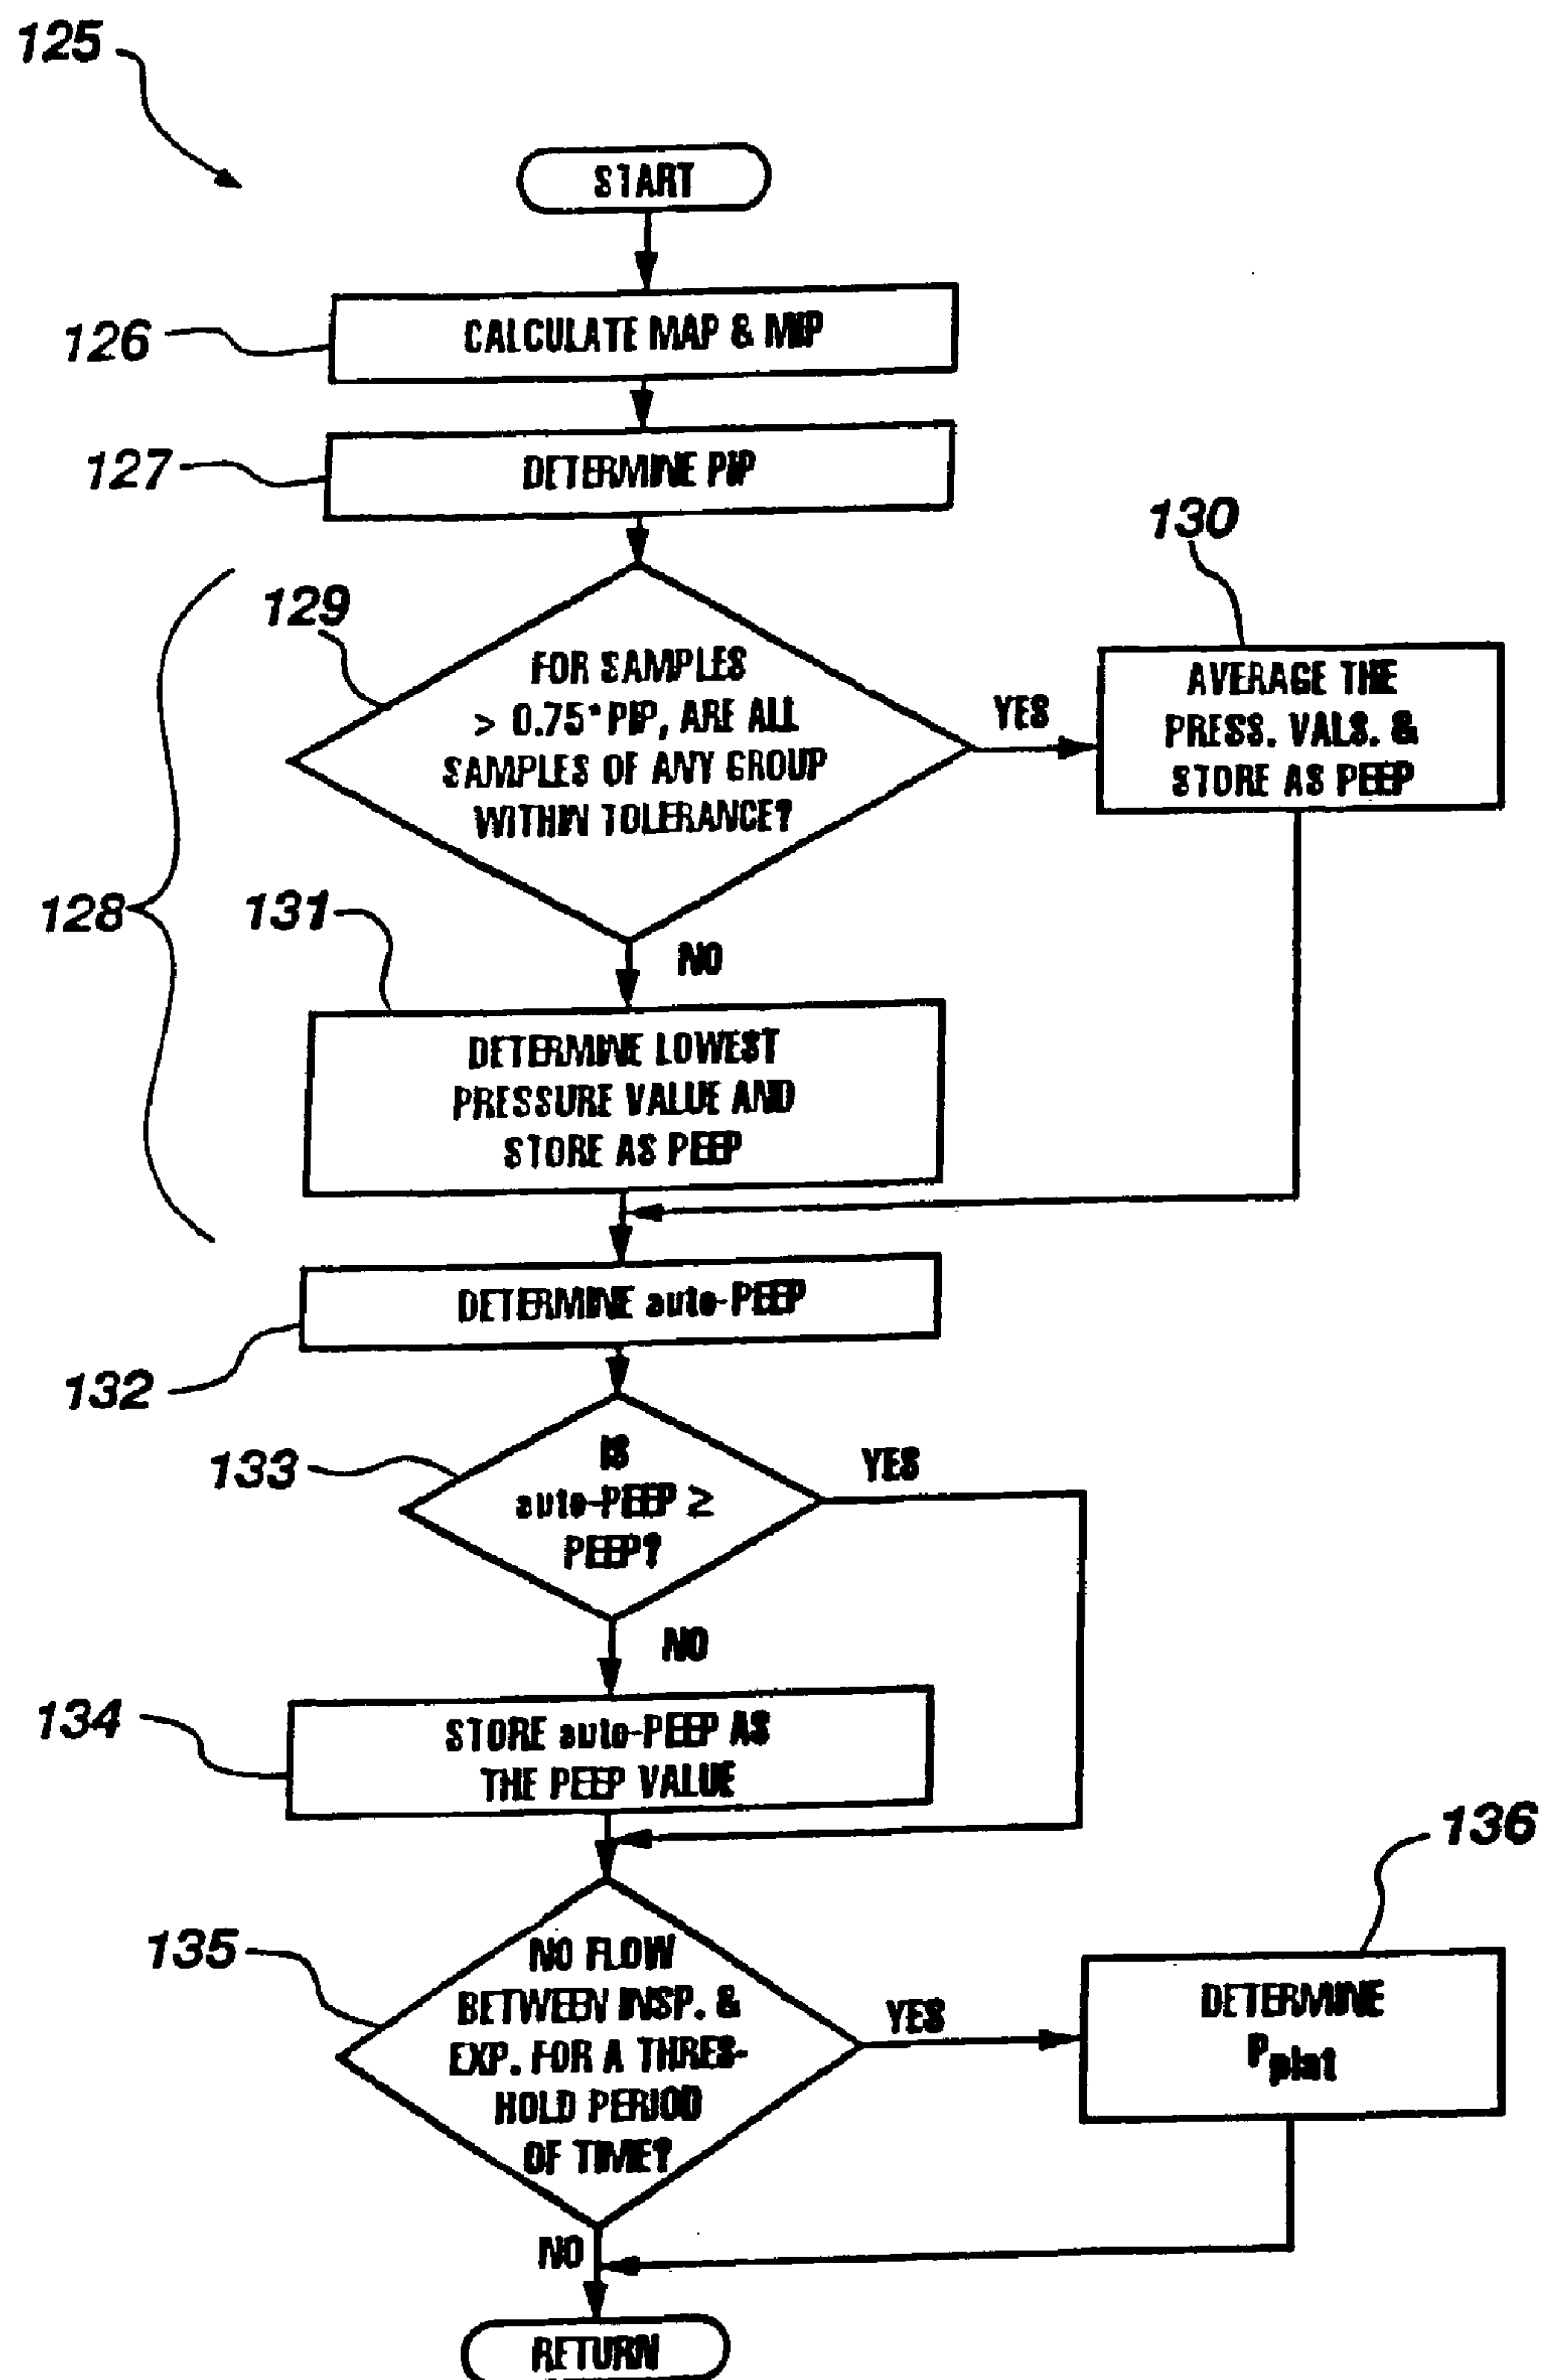 125
START
126
CALCULATE MAP & MIP
127
DETERMINE PIP
128
129
FOR SAMPLES
> 0.75*PIP, ARE ALL
SAMPLES OF ANY GROUP
WITHIN TOLERANCE?
YES
130
AVERAGE THE
PRESS. VALS. &
STORE AS PEEP
NO
131
DETERMINE LOWEST
PRESSURE VALUE AND
STORE AS PEEP
132
DETERMINE auto-PEEP
133
IS
auto-PEEP ≥
PEEP?
YES
NO
134
STORE auto-PEEP AS
THE PEEP VALUE
135
NO FLOW
BETWEEN INSP. &
EXP. FOR A THRES-
HOLD PERIOD
OF TIME?
YES
136
DETERMINE
Pplat
NO
RETURN